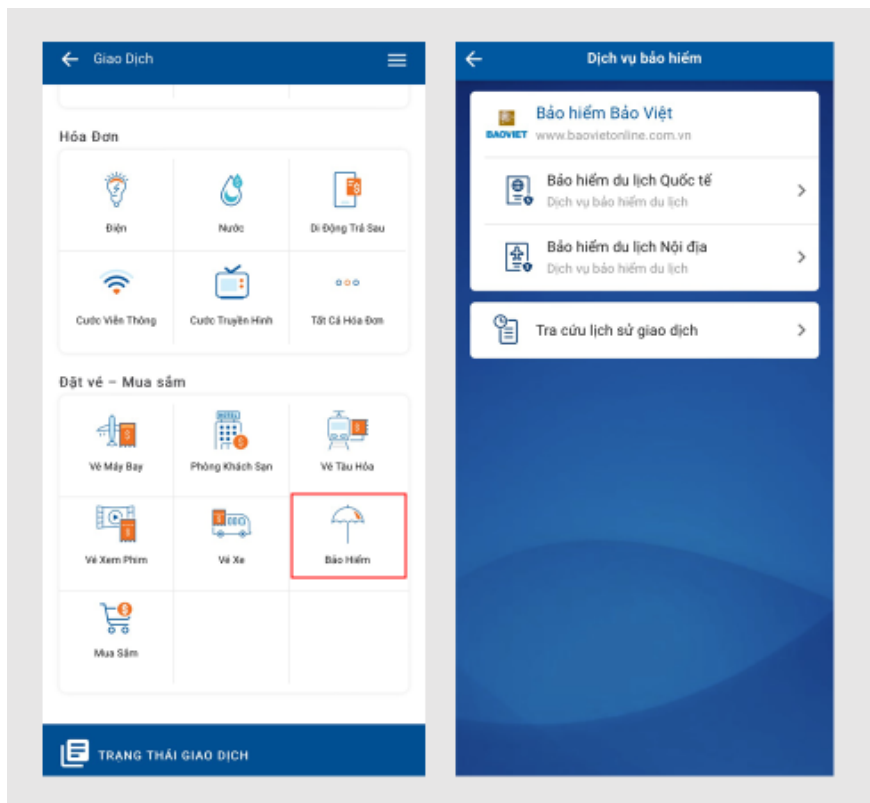 Giao Dịch
Hóa Đơn
Điện
Nước
Di Động Trả Sau
Cước Viễn Thông
Cước Truyền Hình
Tất Cả Hóa Đơn
Đặt vé – Mua sắm
Vé Máy Bay
HOTEL
Phòng Khách Sạn
Vé Tàu Hỏa
Vé Xem Phim
Vé Xe
Bảo Hiểm
Mua Sắm
TRẠNG THÁI GIAO DỊCH
Dịch vụ bảo hiểm
Bảo hiểm Bảo Việt
BAOVIET www.baovietonline.com.vn
Bảo hiểm du lịch Quốc tế
Dịch vụ bảo hiểm du lịch
Bảo hiểm du lịch Nội địa
Dịch vụ bảo hiểm du lịch
Tra cứu lịch sử giao dịch